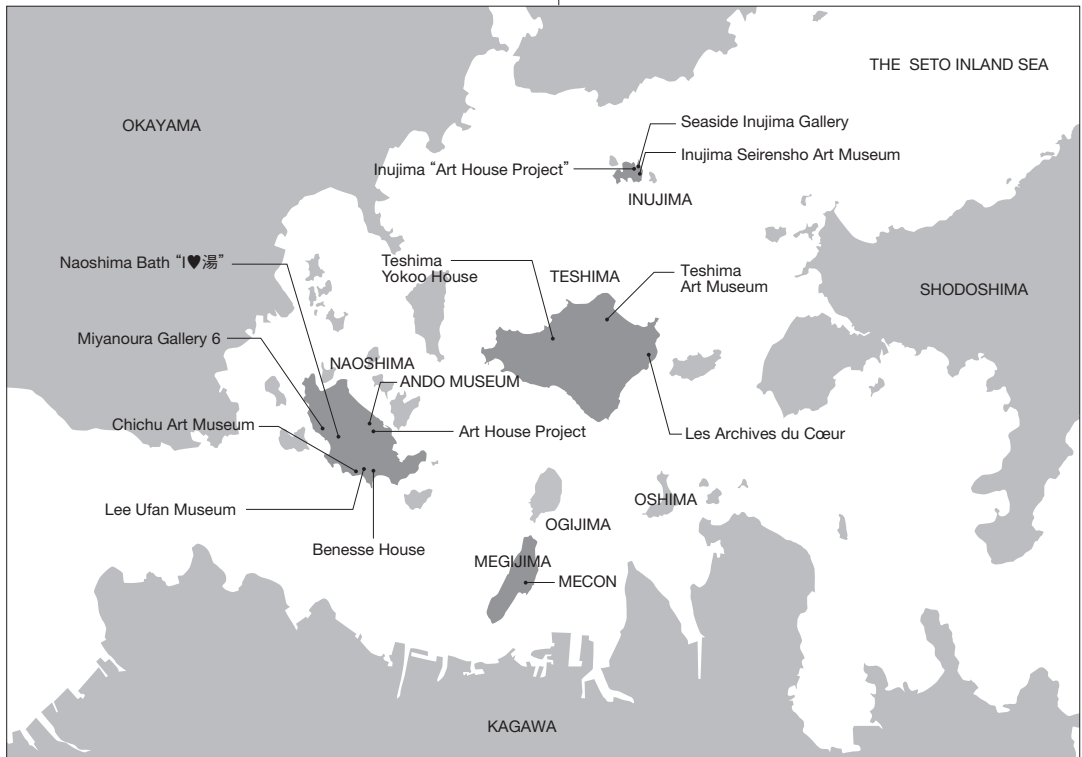 THE SETO INLAND SEA
OKAYAMA
Seaside Inujima Gallery
Inujima Seirensho Art Museum
Inujima “Art House Project”
INUJIMA
Naoshima Bath “I♥湯”
Teshima
Yokoo House
TESHIMA
Teshima
Art Museum
SHODOSHIMA
Miyanoura Gallery 6
NAOSHIMA
ANDO MUSEUM
Chichu Art Museum
Art House Project
Les Archives du Cœur
Lee Ufan Museum
OSHIMA
OGIJIMA
Benesse House
MEGIJIMA
MECON
KAGAWA